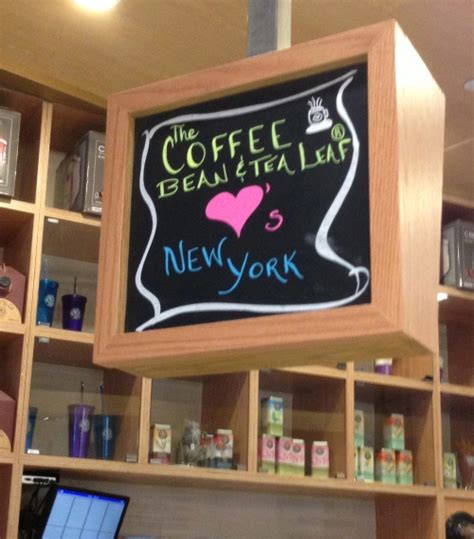 The
COFFEE
BEAN & TEA LEAF®
♥'s
NEW YORK